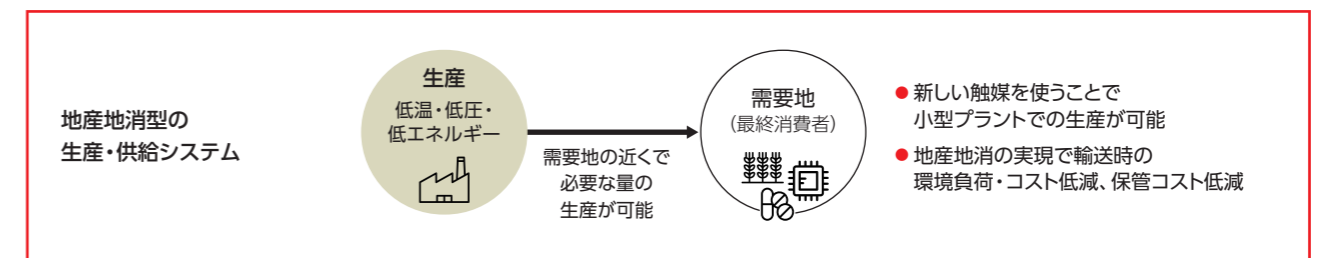 地産地消型の
生産・供給システム
生産
低温・低圧・
低エネルギー
需要地の近くで
必要な量の
生産が可能
需要地
(最終消費者)
● 新しい触媒を使うことで
小型プラントでの生産が可能
● 地産地消の実現で輸送時の
環境負荷・コスト低減、保管コスト低減